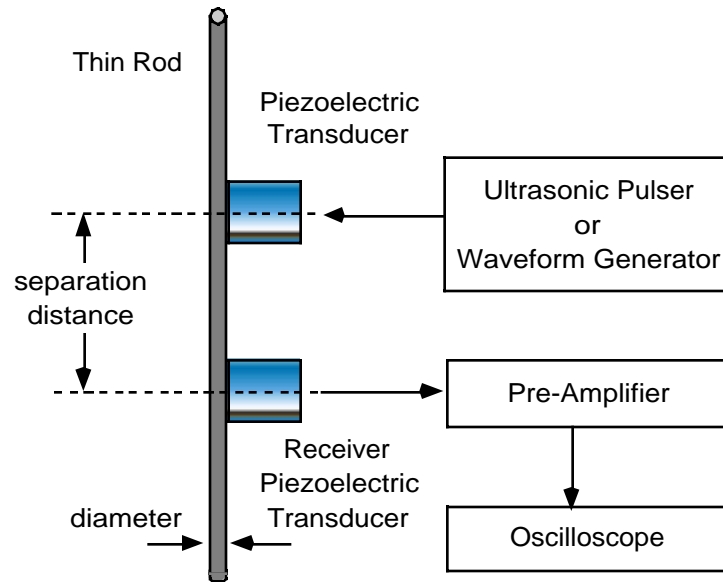 Thin Rod
Piezoelectric
Transducer
Ultrasonic Pulser
or
Waveform Generator
separation
distance
Pre-Amplifier
Receiver
Piezoelectric
Transducer
diameter
Oscilloscope